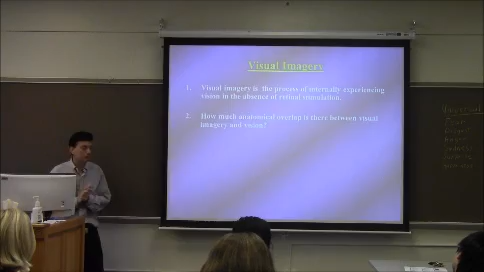 Visual Imagery
1. Visual imagery is the process of internally experiencing
vision in the absence of retinal stimulation.
2. How much anatomical overlap is there between visual
imagery and vision?